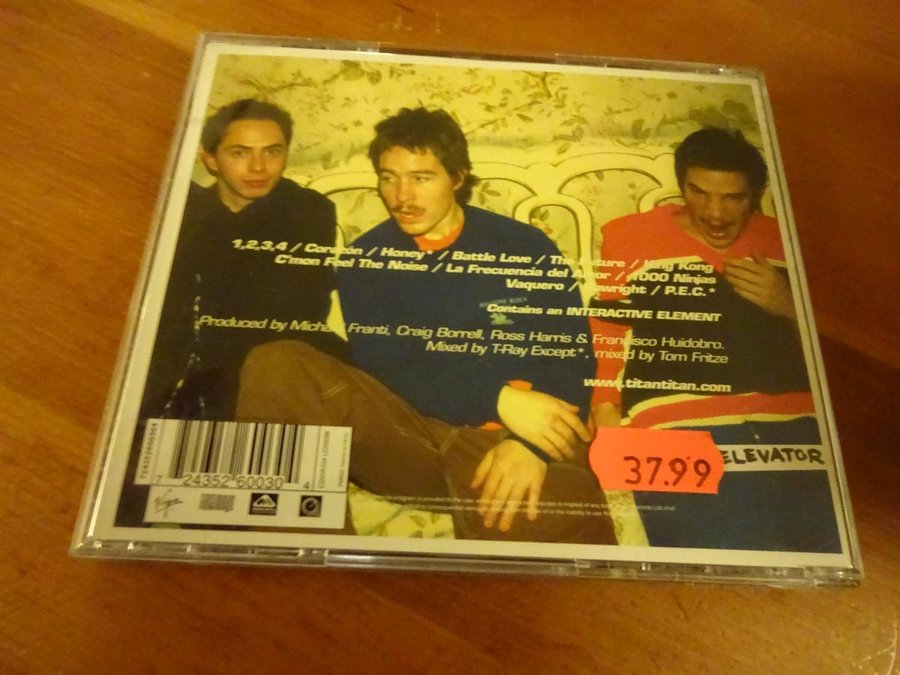 1,2,3,4 / Corazón / Honey* / Battle Love / The Future / King Kong
C'mon Feel The Noise / La Frecuencia del Amor / 1000 Ninjas
Vaquero / / P.E.C.*
Contains an INTERACTIVE ELEMENT
Produced by Michael Franti, Craig Borrell, Ross Harris & Francisco Huidobro.
Mixed by T-Ray Except*, mixed by Tom Fritze
www.titantitan.com
ELEVATOR
37.99
7 24352 60030 4
Virgin